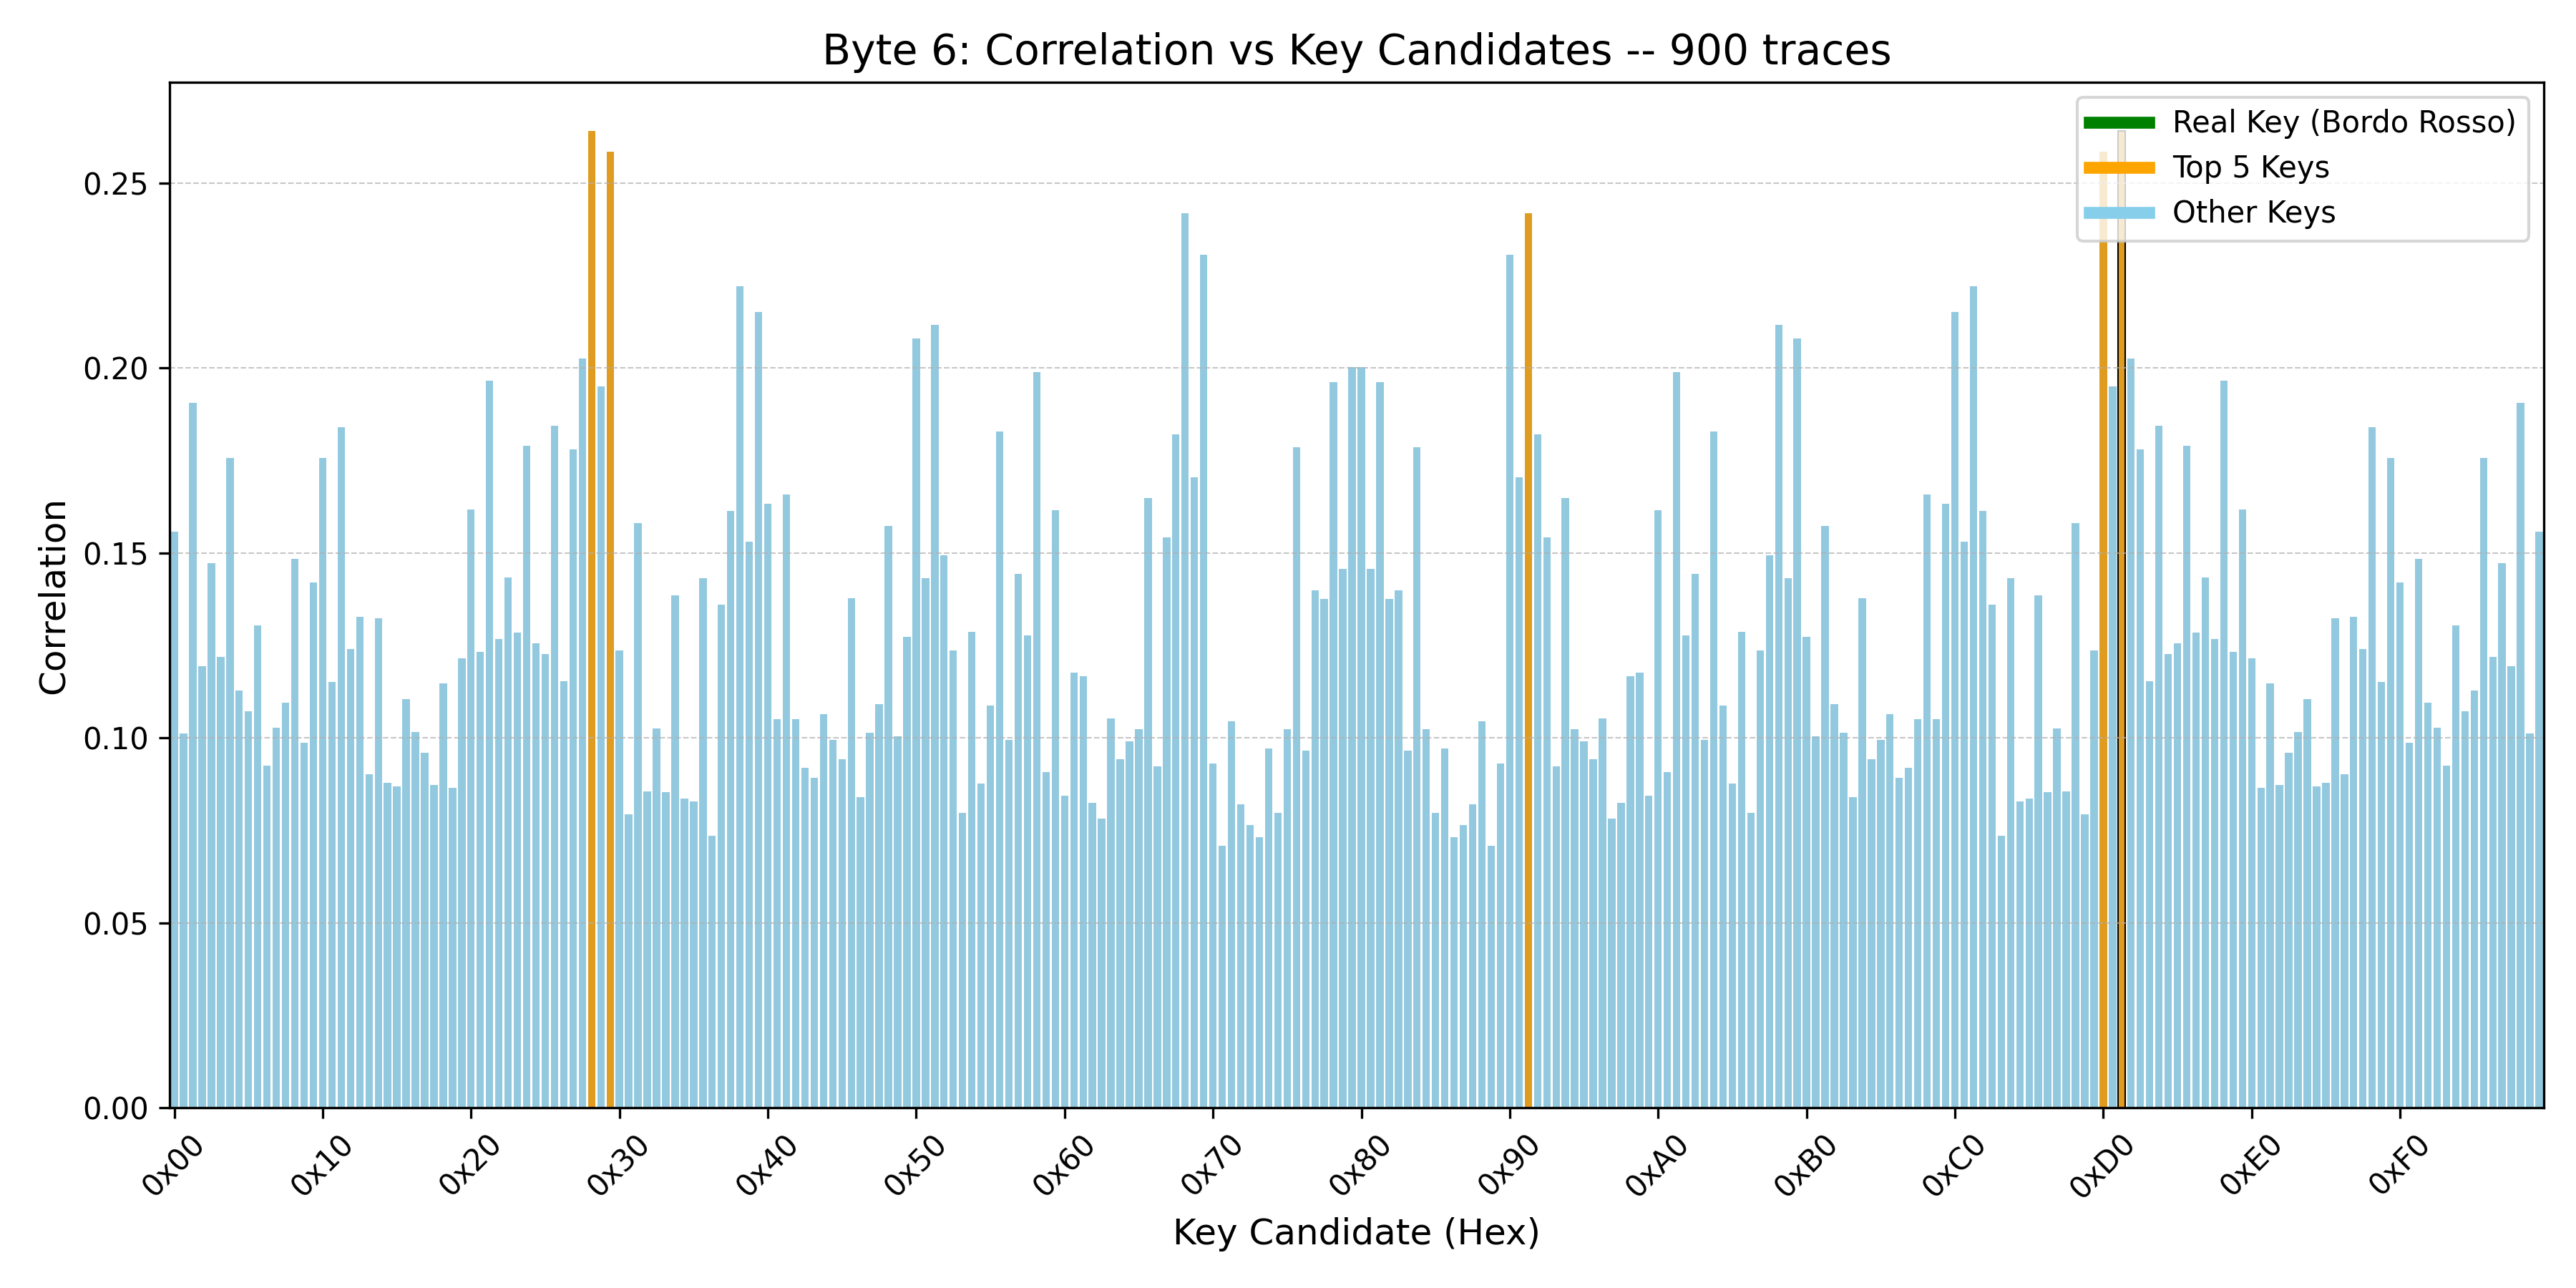 Byte 6: Correlation vs Key Candidates -- 900 traces
Real Key (Bordo Rosso)
Top 5 Keys
Other Keys
Correlation
0.25
0.20
0.15
0.10
0.05
0.00
0x00 0x10 0x20 0x30 0x40 0x50 0x60 0x70 0x80 0x90 0xA0 0xB0 0xC0 0xD0 0xE0 0xF0
Key Candidate (Hex)